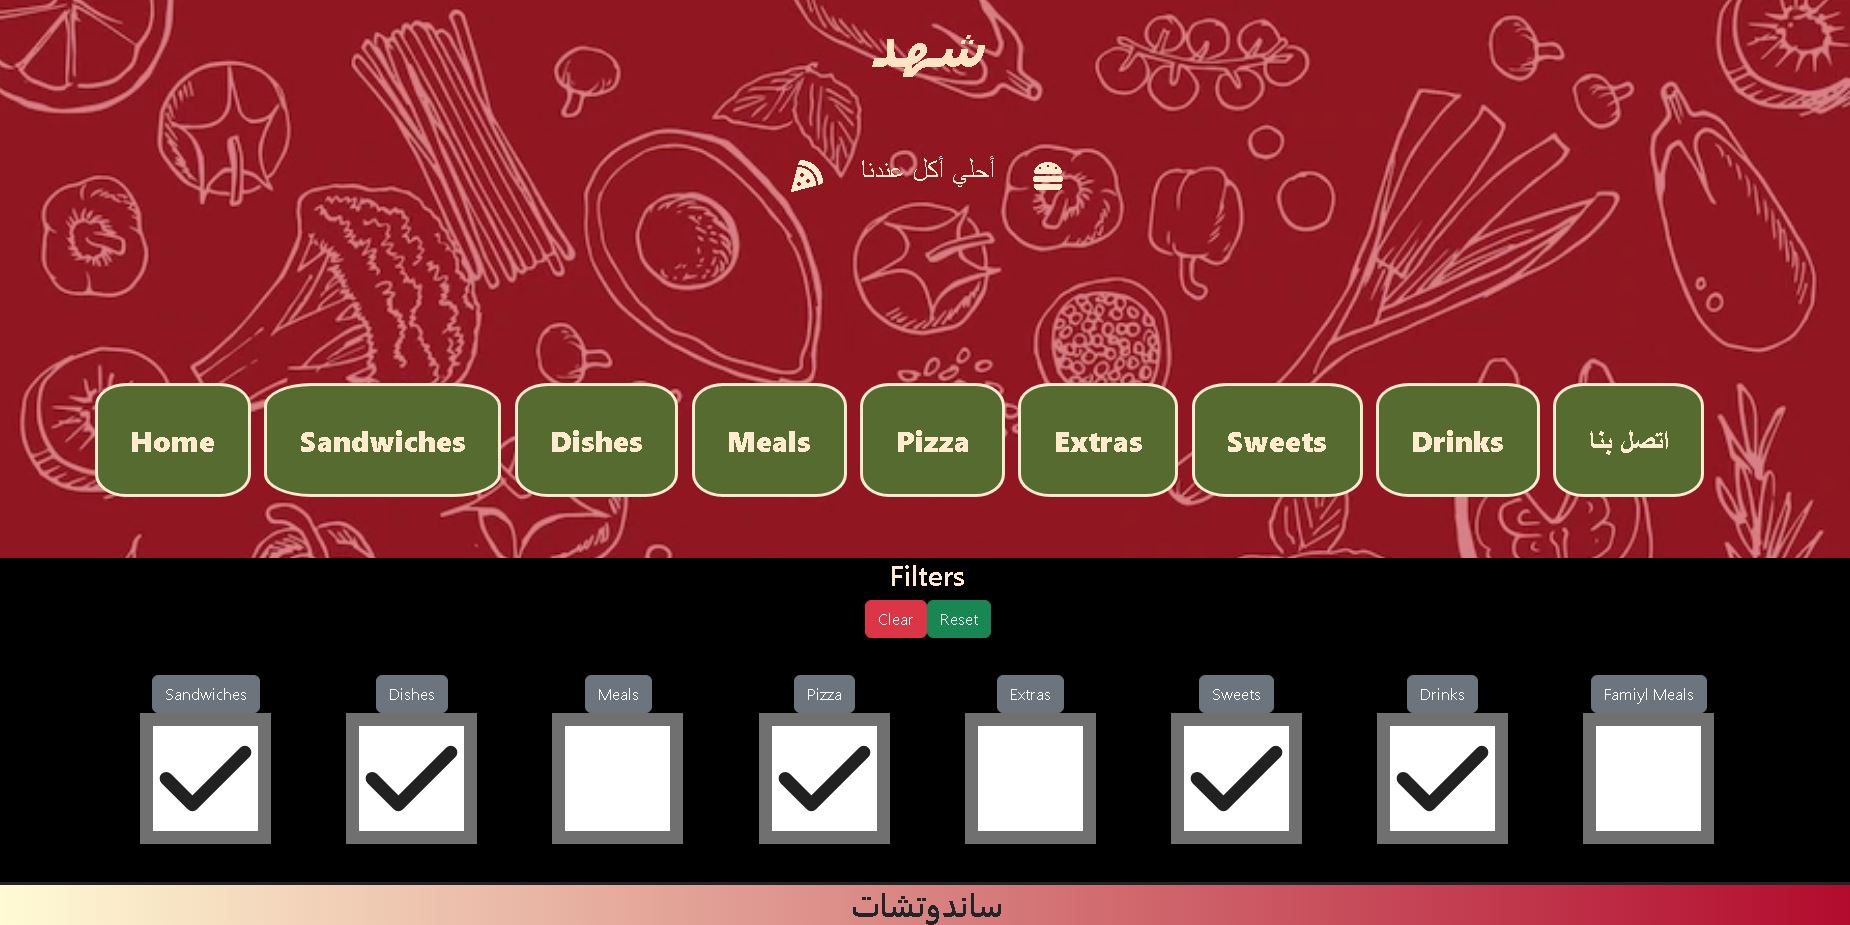 شهد
أحلي أكل عندنا
Home Sandwiches Dishes Meals Pizza Extras Sweets Drinks اتصل بنا
Filters
Clear Reset
Sandwiches Dishes Meals Pizza Extras Sweets Drinks Famiyl Meals
ساندوتشات